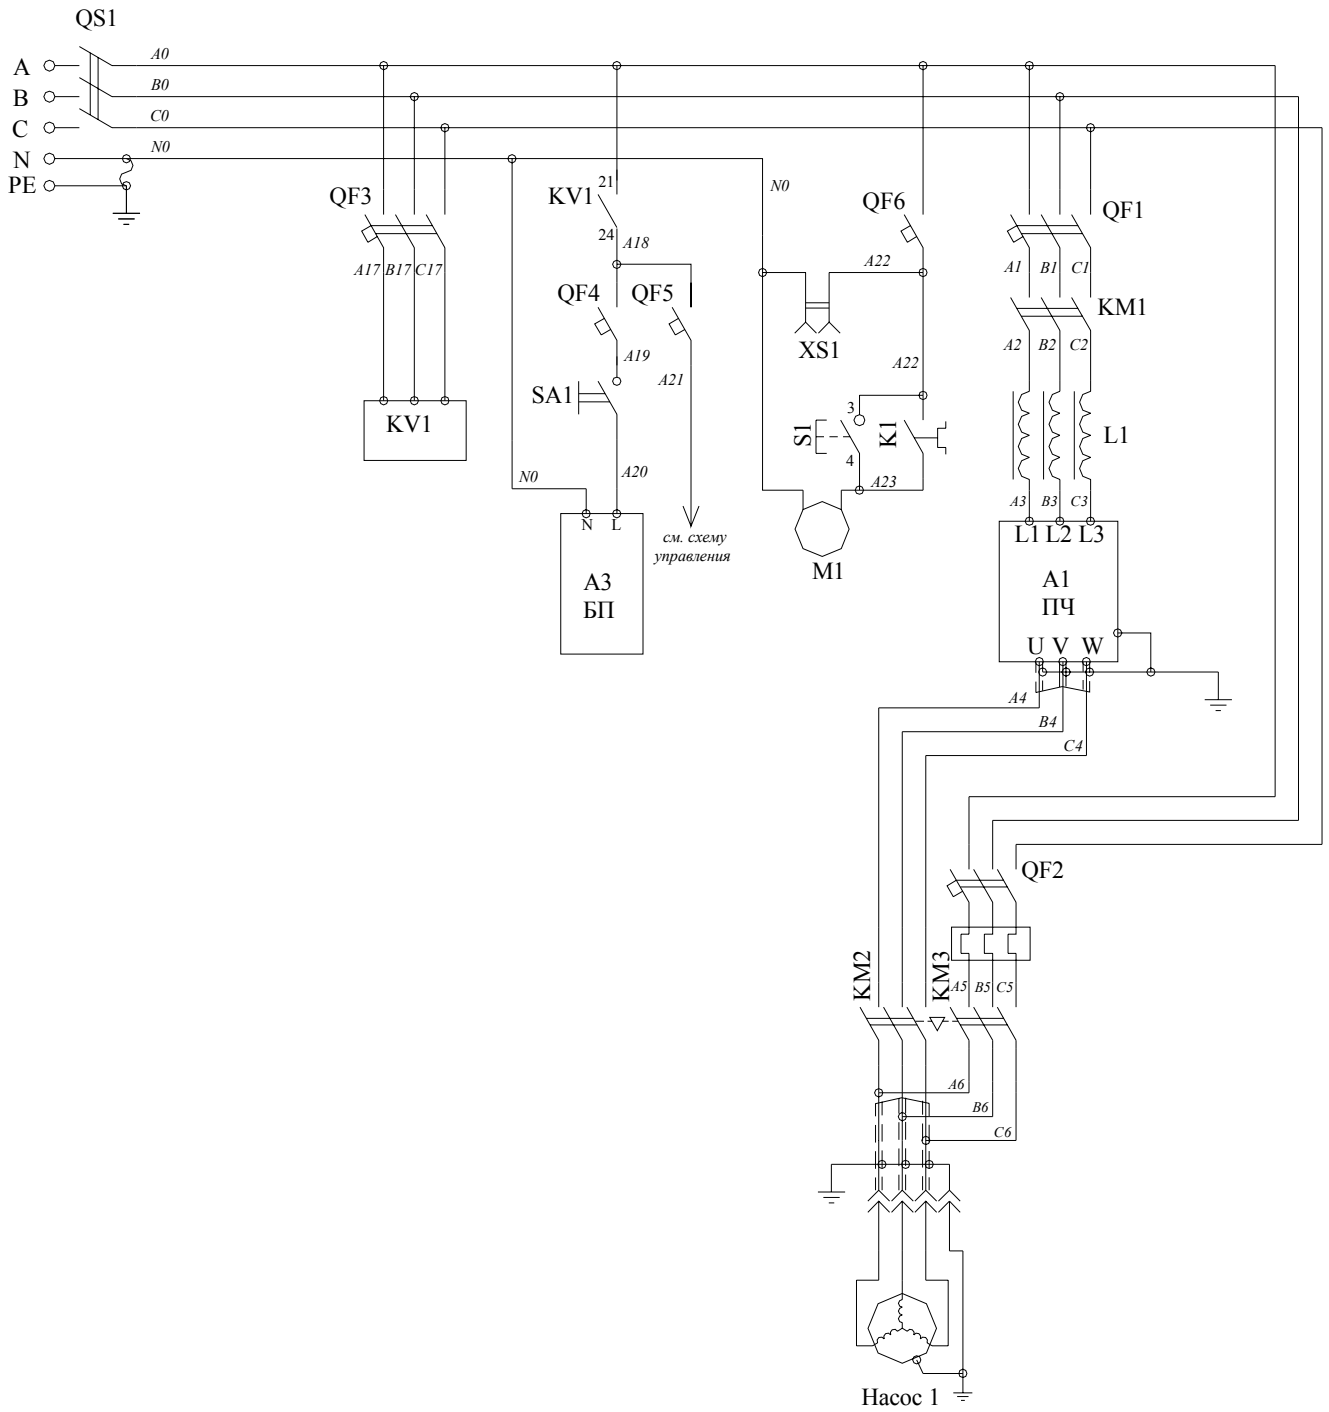 QS1
A
A0
B
B0
C
C0
N
N0
PE
QF3
A17 B17 C17
KV1
21
KV1
24
A18
QF4
QF5
A19
A21
SA1
A20
N0
N L
А3
БП
см. схему
управления
N0
QF6
A22
XS1
A22
3
S1
4
K1
A23
M1
QF1
A1 B1 C1
KM1
A2 B2 C2
L1
A3 B3 C3
L1 L2 L3
А1
ПЧ
U V W
A4
B4
C4
QF2
KM2
KM3
A5 B5 C5
A6
B6
C6
Насос 1